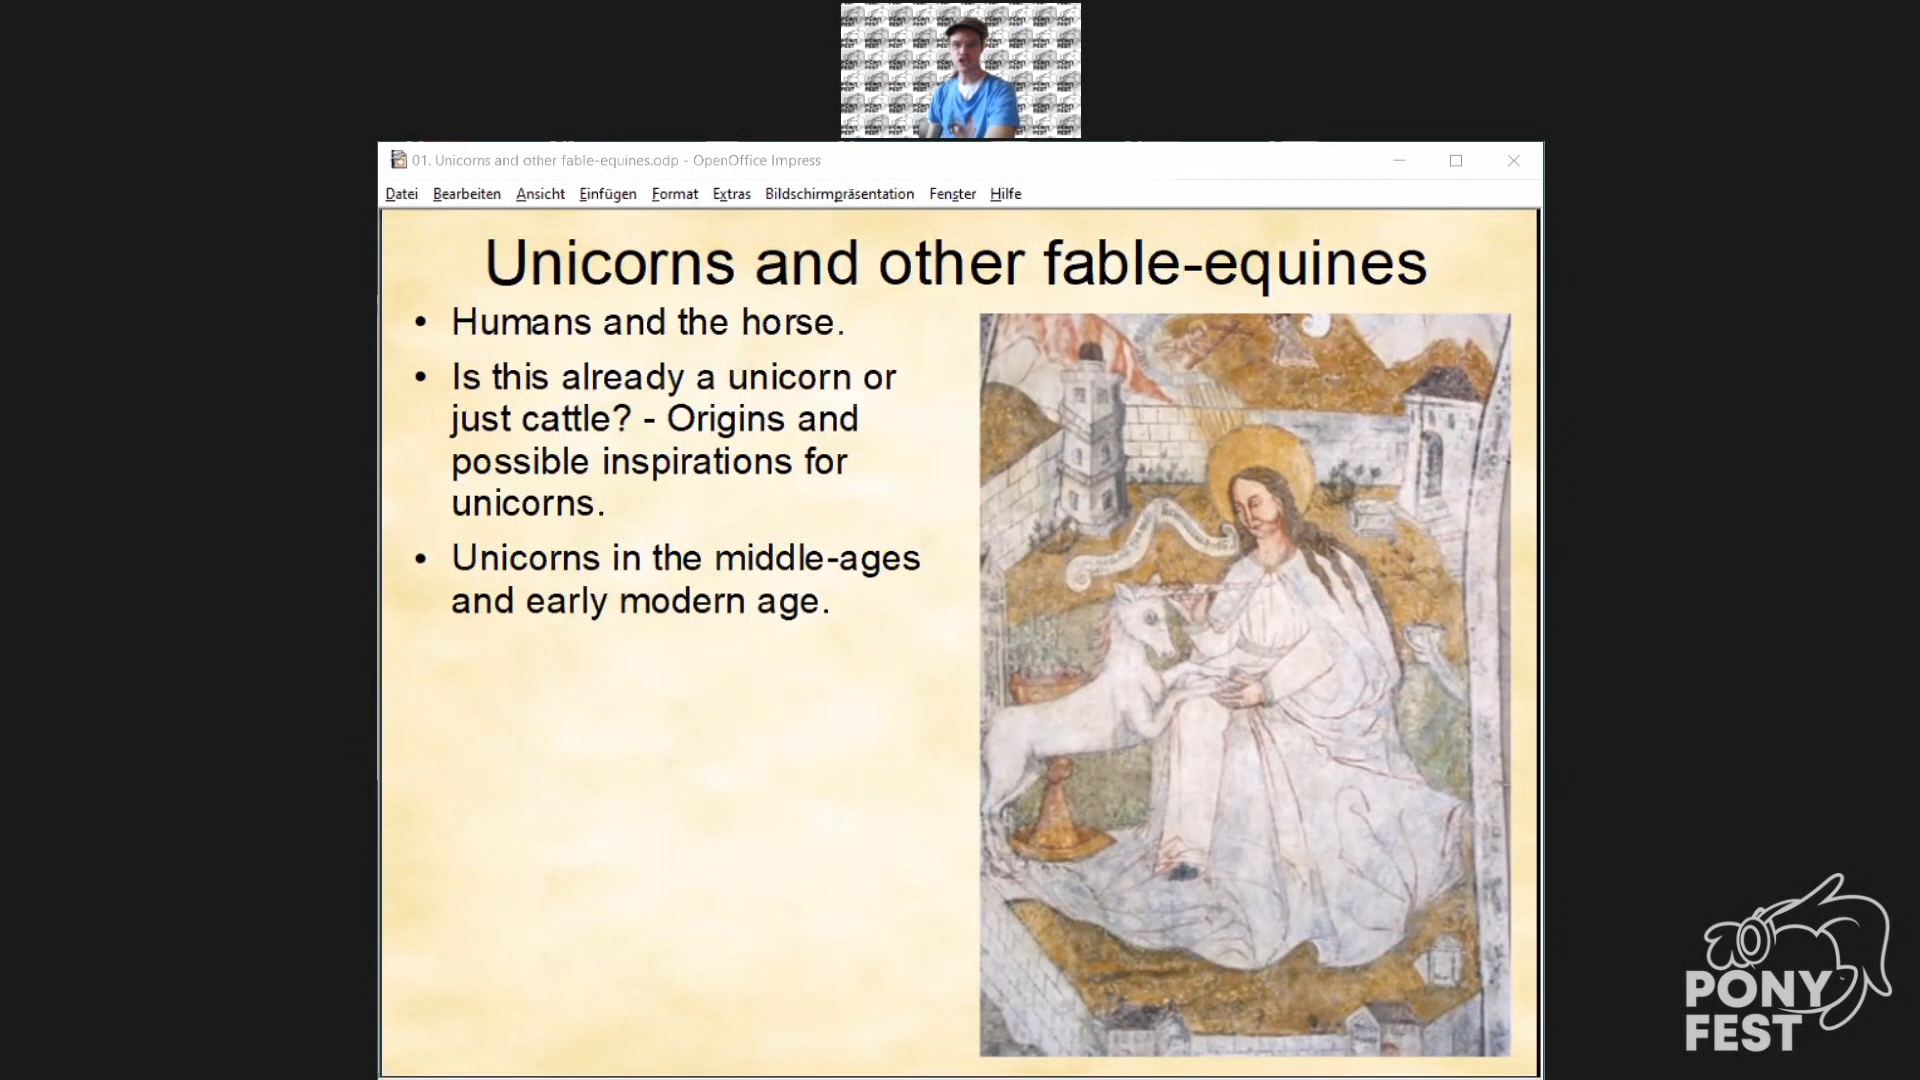 01. Unicorns and other fable-equines.odp - OpenOffice Impress
Datei Bearbeiten Ansicht Einfügen Format Extras Bildschirmpräsentation Fenster Hilfe
Unicorns and other fable-equines
• Humans and the horse.
• Is this already a unicorn or
just cattle? - Origins and
possible inspirations for
unicorns.
• Unicorns in the middle-ages
and early modern age.
PONY
FEST